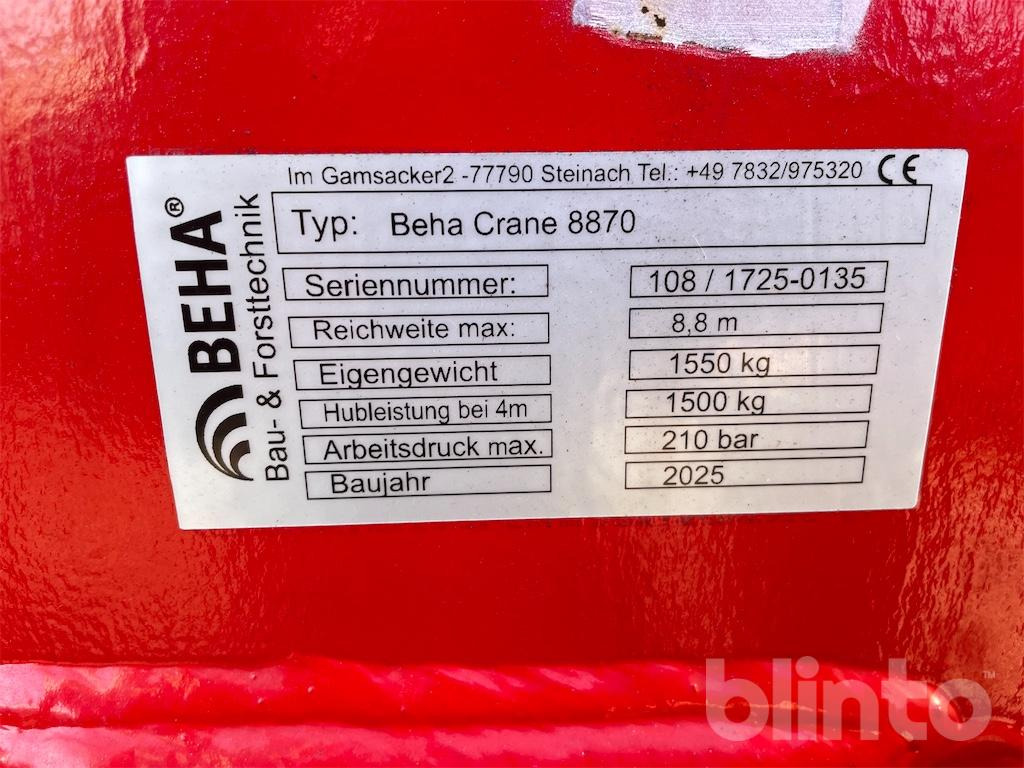 Im Gamsacker2 -77790 Steinach Tel.: +49 7832/975320 CE
BEHA®
Bau- & Forsttechnik
Typ: Beha Crane 8870
Seriennummer: 108 / 1725-0135
Reichweite max: 8,8 m
Eigengewicht 1550 kg
Hubleistung bei 4m 1500 kg
Arbeitsdruck max. 210 bar
Baujahr 2025
blinto™